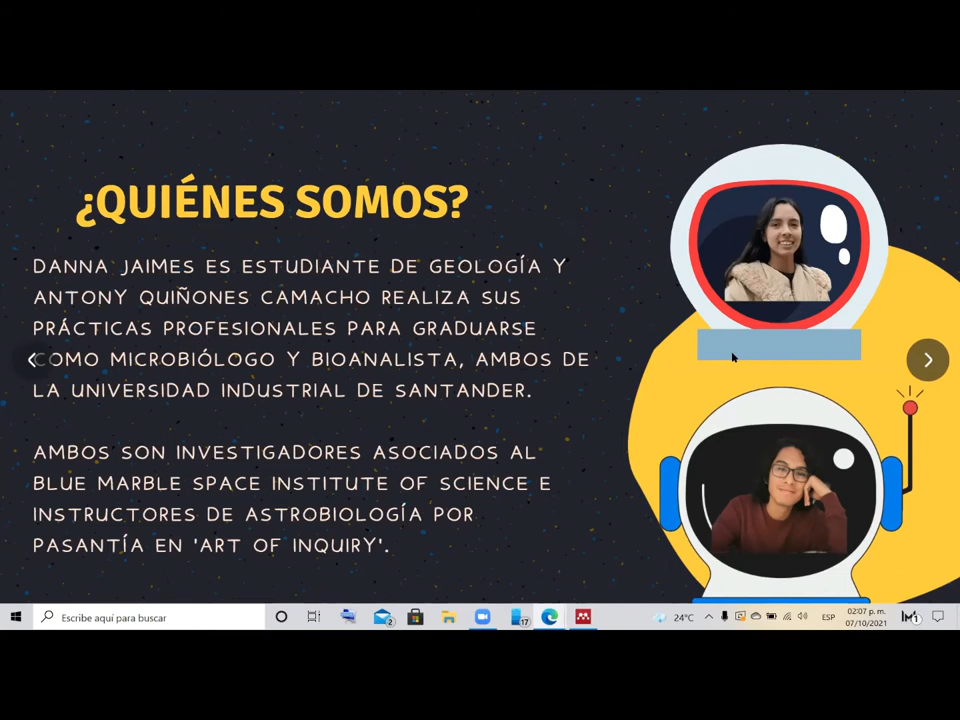 ¿QUIÉNES SOMOS?
DANNA JAIMES ES ESTUDIANTE DE GEOLOGÍA Y
ANTONY QUIÑONES CAMACHO REALIZA SUS
PRÁCTICAS PROFESIONALES PARA GRADUARSE
COMO MICROBIÓLOGO Y BIOANALISTA, AMBOS DE
LA UNIVERSIDAD INDUSTRIAL DE SANTANDER.
AMBOS SON INVESTIGADORES ASOCIADOS AL
BLUE MARBLE SPACE INSTITUTE OF SCIENCE E
INSTRUCTORES DE ASTROBIOLOGÍA POR
PASANTÍA EN 'ART OF INQUIRY'.
Escribe aquí para buscar
2
17
24°C
ESP
02:07 p. m.
07/10/2021
1